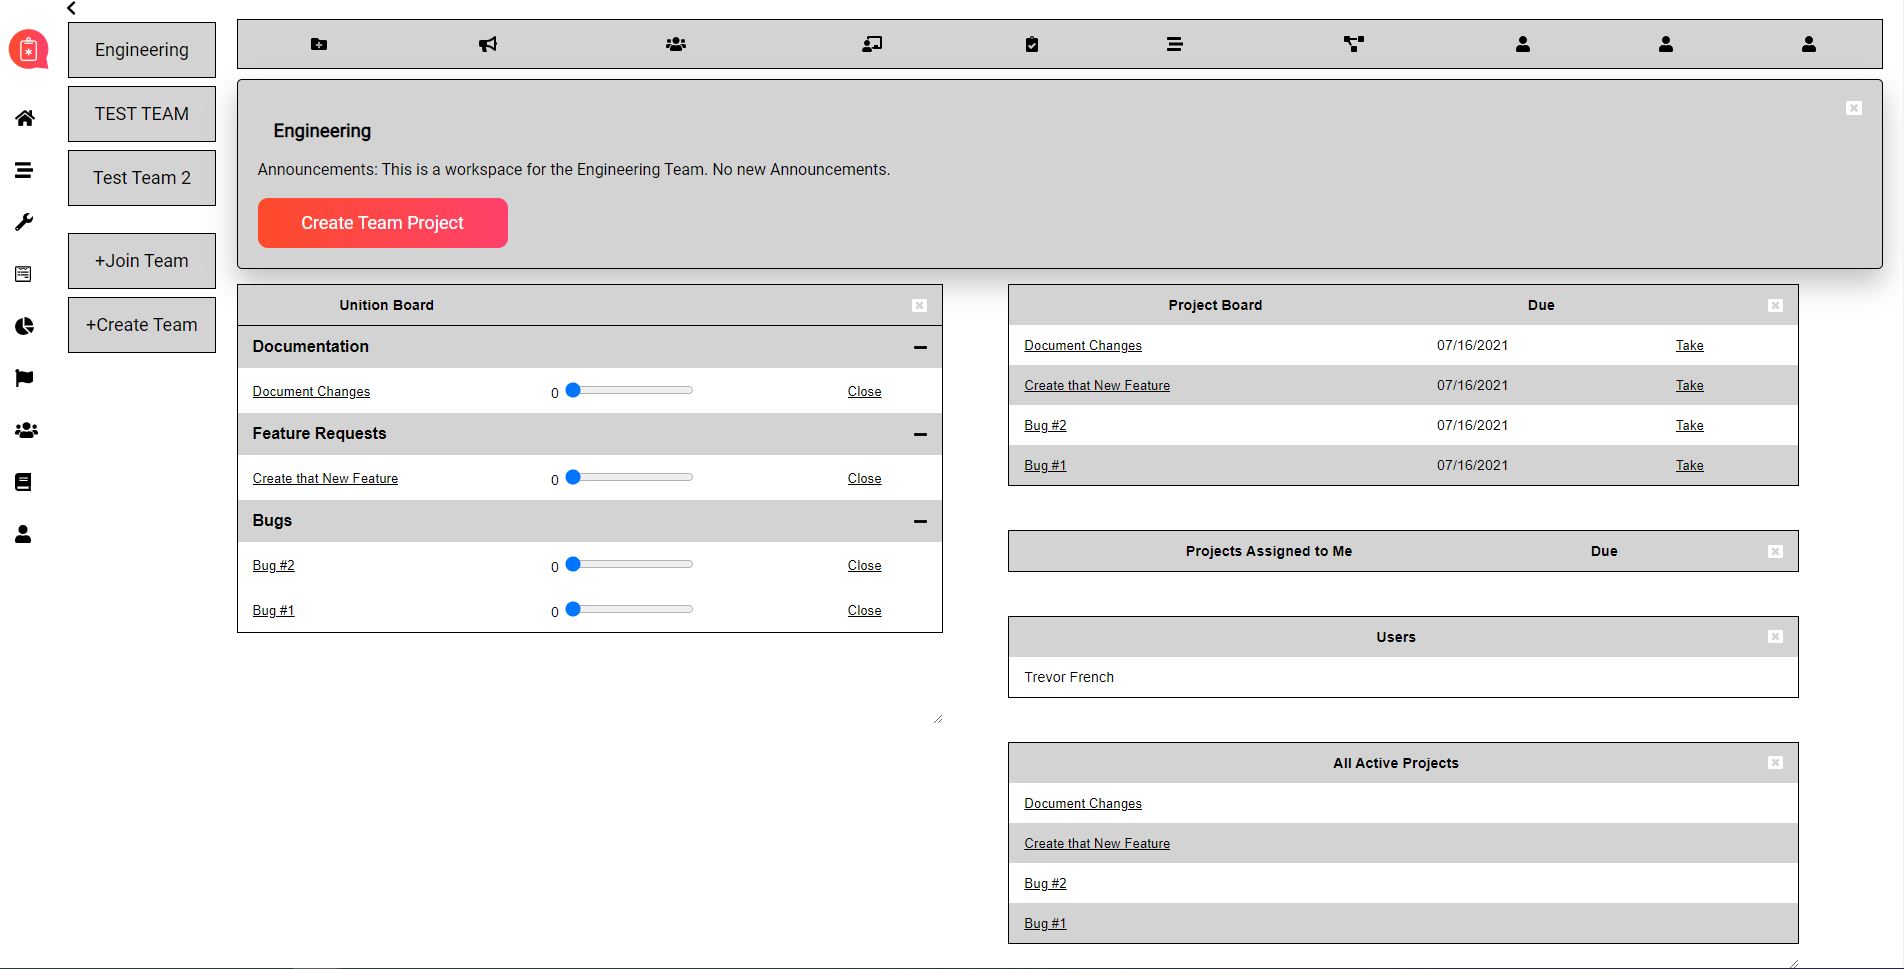 Engineering
TEST TEAM
Test Team 2
+Join Team
+Create Team
Engineering
Announcements: This is a workspace for the Engineering Team. No new Announcements.
Create Team Project
Unition Board
Documentation
Document Changes 0 Close
Feature Requests
Create that New Feature 0 Close
Bugs
Bug #2 0 Close
Bug #1 0 Close
Project Board Due
Document Changes 07/16/2021 Take
Create that New Feature 07/16/2021 Take
Bug #2 07/16/2021 Take
Bug #1 07/16/2021 Take
Projects Assigned to Me Due
Users
Trevor French
All Active Projects
Document Changes
Create that New Feature
Bug #2
Bug #1